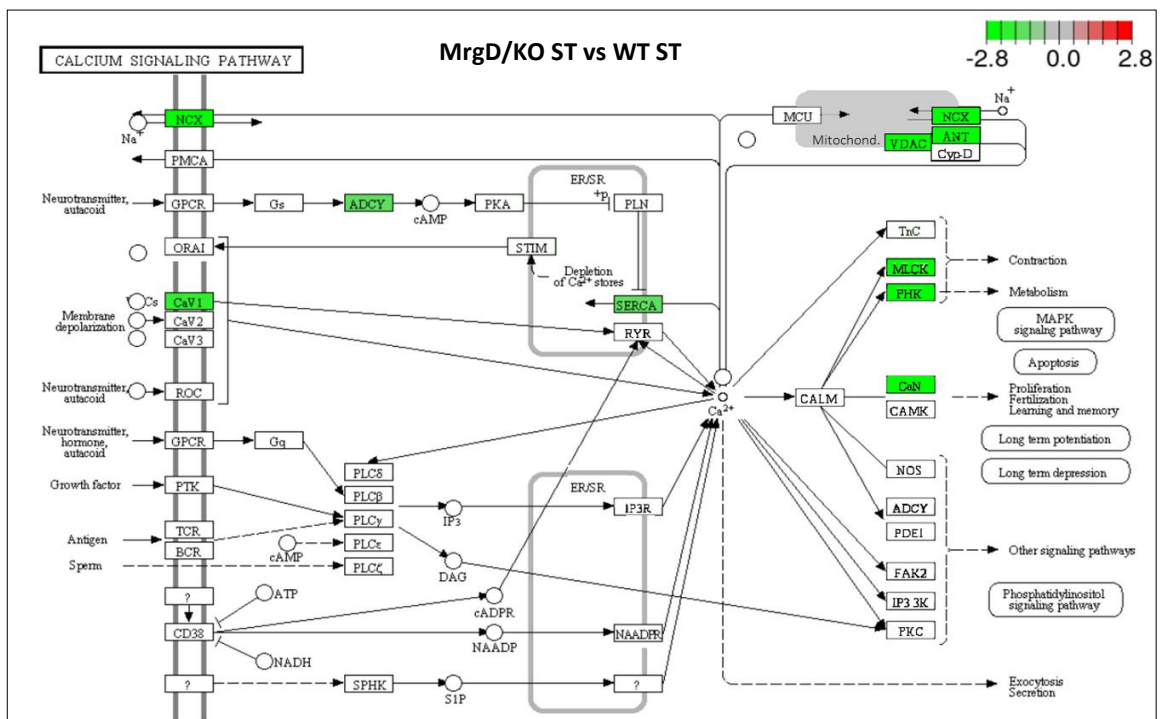 MrgD/KO ST vs WT ST
-2.8 0.0 2.8
CALCIUM SIGNALING PATHWAY
NCX
Na+
PMCA
Neurotransmitter,
autacoid
GPCR
Gs
ADCY
cAMP
PKA
ER/SR
+p
PLN
ORAI
STIM
Depletion
of Ca2+ stores
Cs
CaV1
SERCA
Membrane
depolarization
CaV2
CaV3
RYR
Neurotransmitter,
autacoid
ROC
Neurotransmitter,
hormone,
autacoid
GPCR
Gq
PLCδ
PLCβ
Growth factor
PTK
PLCγ
IP3
ER/SR
IP3R
Antigen
TCR
BCR
cAMP
PLCε
Sperm
PLCζ
DAG
?
ATP
cADPR
CD38
NAADP
NAADPR
NADH
?
SPHK
S1P
?
MCU
Na+
NCX
Mitochond.
VDAC
ANT
Cyp-D
Ca2+
CALM
TnC
MLCK
Contraction
PHK
Metabolism
MAPK
signaling pathway
Apoptosis
CaN
CAMK
Proliferation
Fertilization
Learning and memory
Long term potentiation
Long term depression
NOS
ADCY
PDE1
Other signaling pathways
FAK2
IP3 3K
Phosphatidylinositol
signaling pathway
PKC
Exocytosis
Secretion